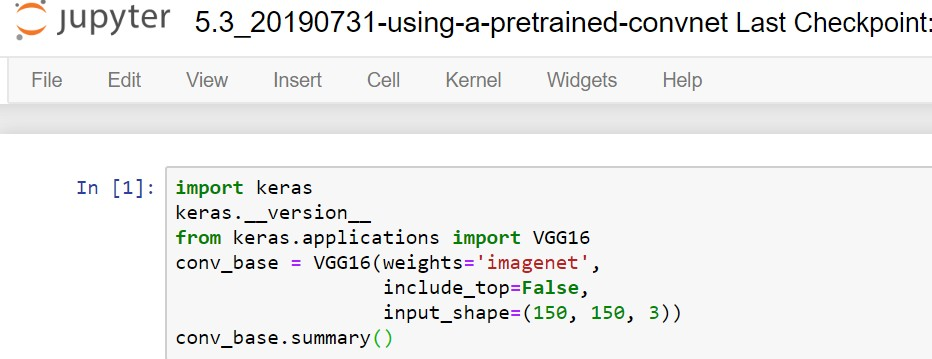 jupyter 5.3_20190731-using-a-pretrained-convnet Last Checkpoint:
File Edit View Insert Cell Kernel Widgets Help
In [1]: import keras
keras.__version__
from keras.applications import VGG16
conv_base = VGG16(weights='imagenet',
include_top=False,
input_shape=(150, 150, 3))
conv_base.summary()